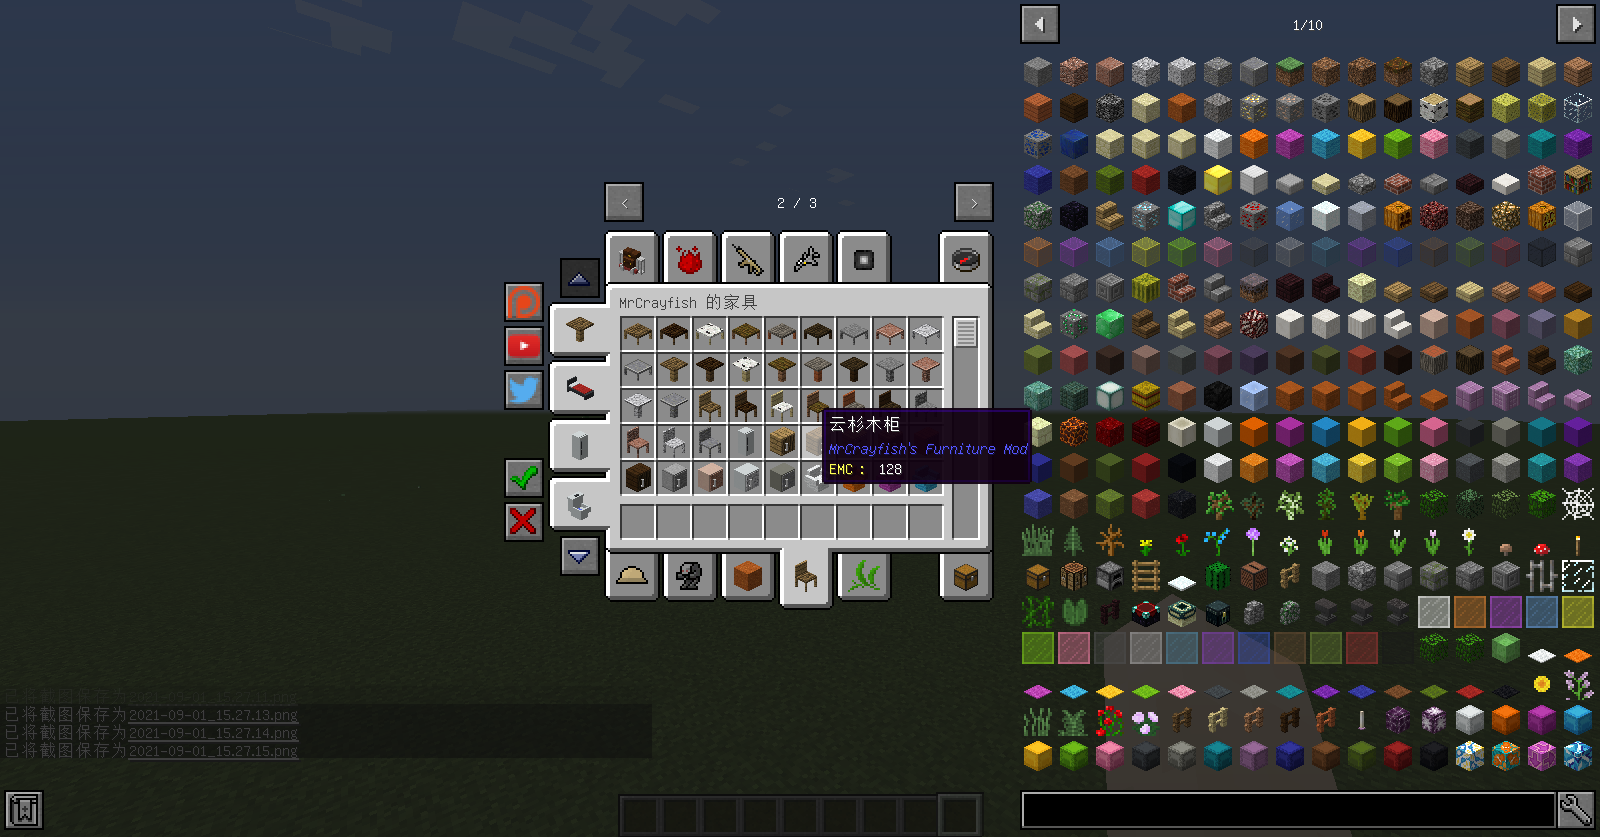 1/10
< 2 / 3 >
MrCrayfish 的家具
云杉木柜
MrCrayfish's Furniture Mod
EMC : 128
已将截图保存为2021-09-01_15.27.13.png
已将截图保存为2021-09-01_15.27.14.png
已将截图保存为2021-09-01_15.27.15.png